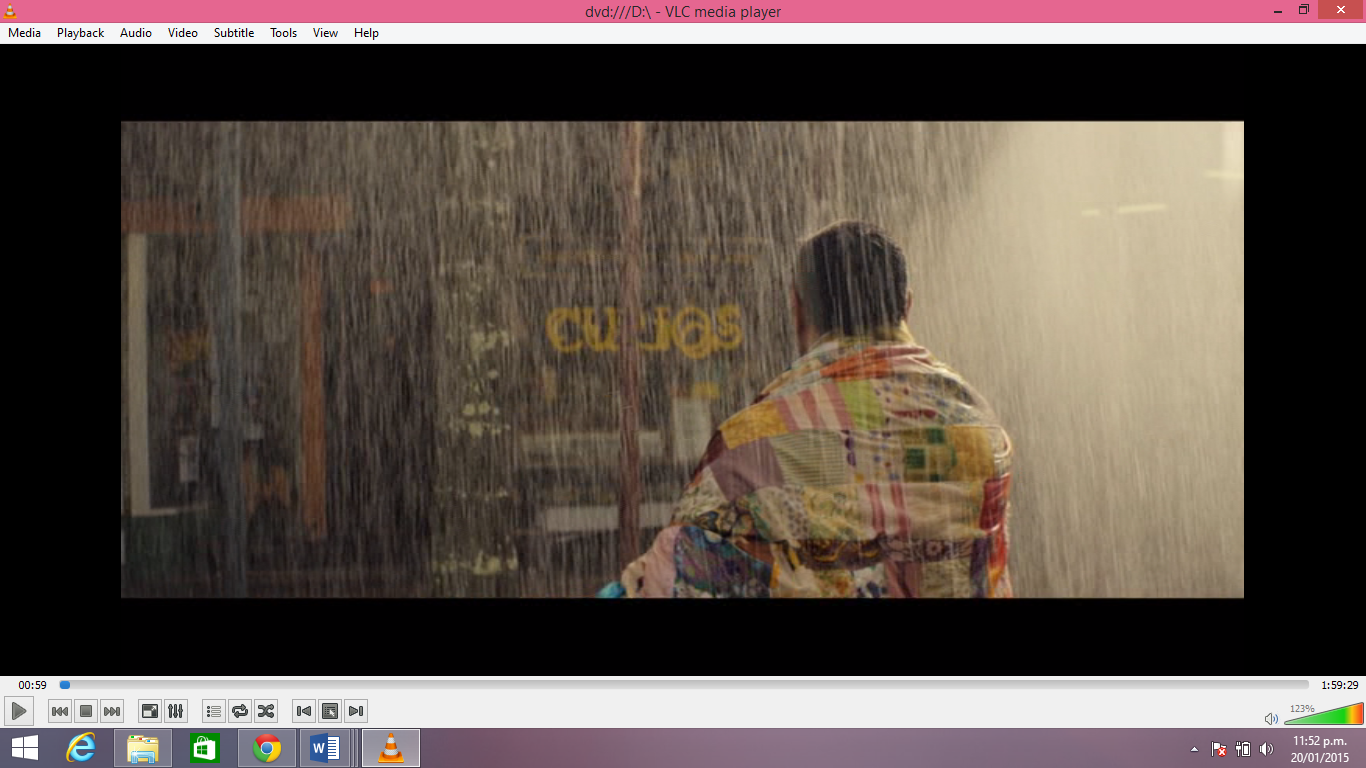 dvd:///D:\ - VLC media player
Media Playback Audio Video Subtitle Tools View Help
CURiOS
00:59
1:59:29
123%
11:52 p.m.
20/01/2015